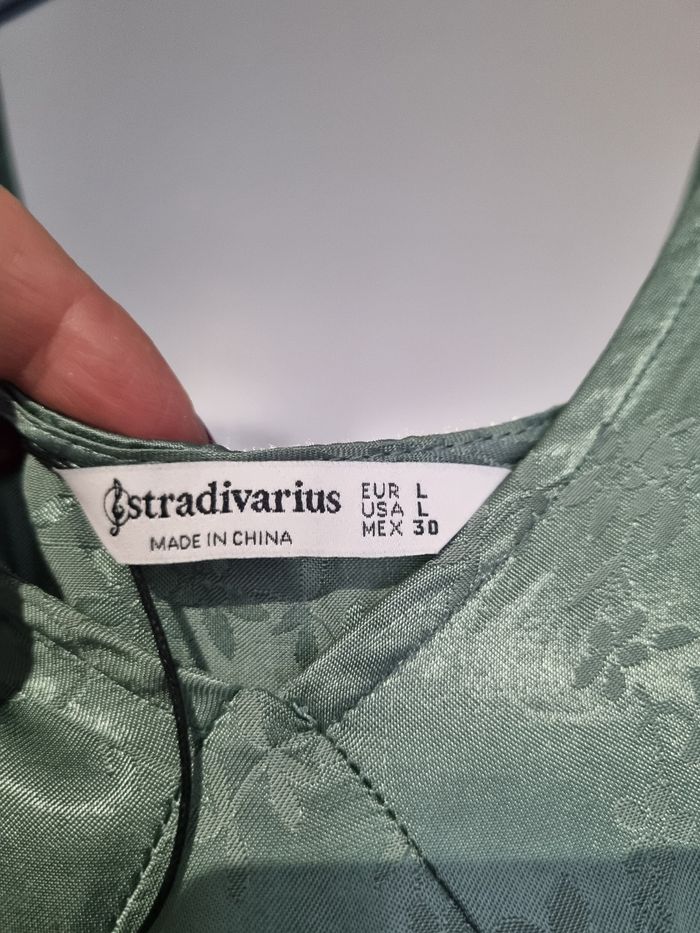 stradivarius
MADE IN CHINA
EUR L
USA L
MEX 30